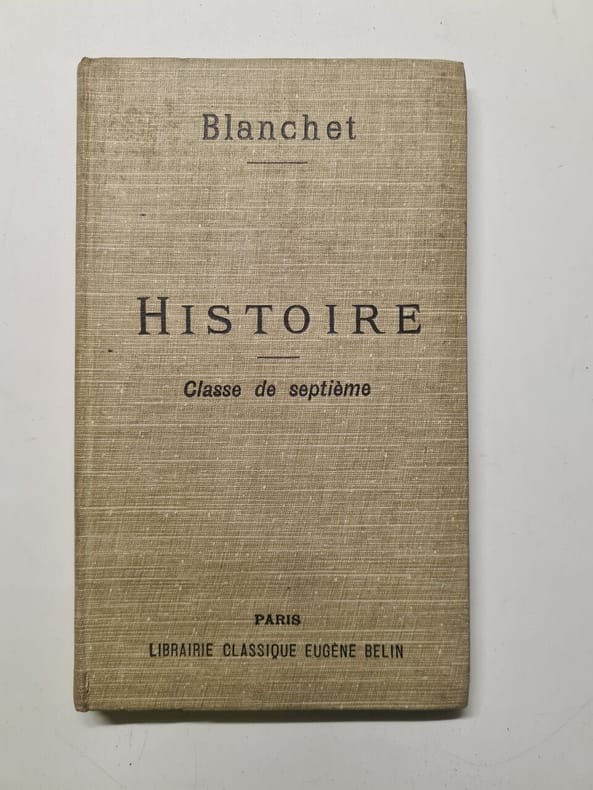 Blanchet
HISTOIRE
Classe de septième
PARIS
LIBRAIRIE CLASSIQUE EUGÈNE BELIN